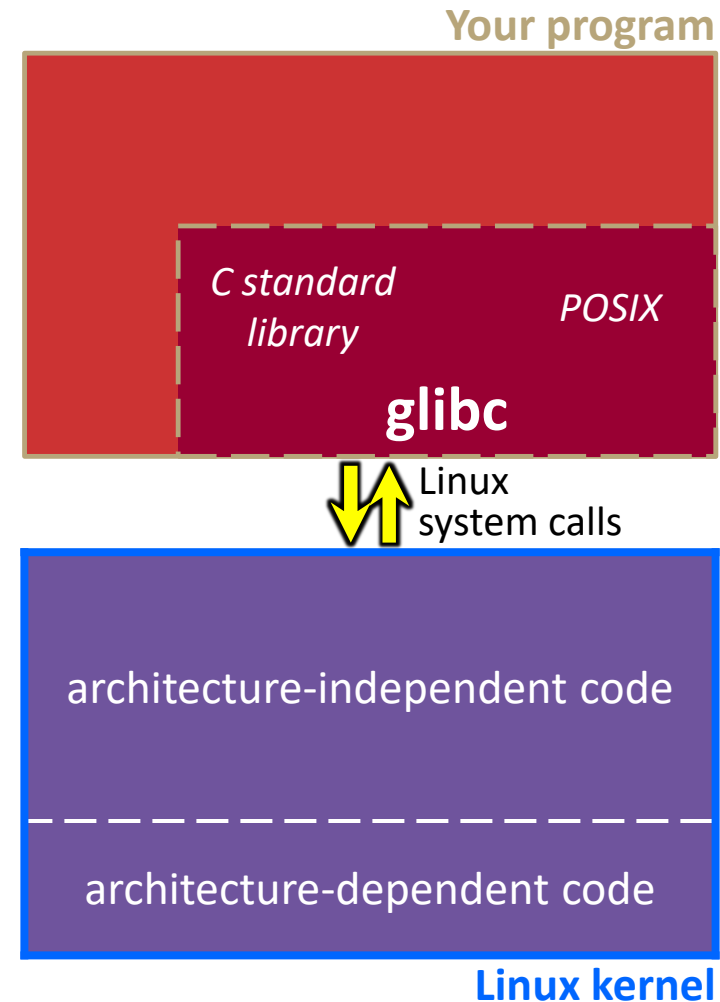 Your program
C standard
library
POSIX
glibc
Linux
system calls
architecture-independent code
architecture-dependent code
Linux kernel